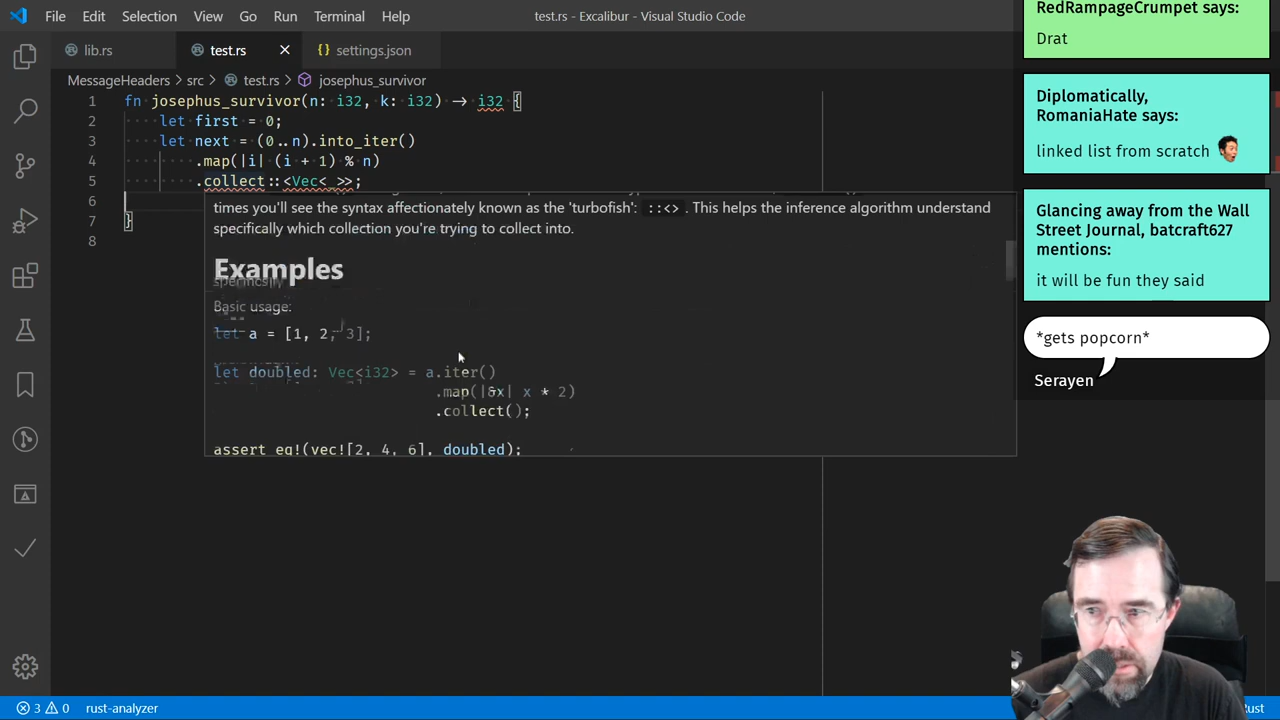 File Edit Selection View Go Run Terminal Help
test.rs - Excalibur - Visual Studio Code
lib.rs
test.rs
{} settings.json
MessageHeaders > src > test.rs > josephus_survivor
1 fn josephus_survivor(n: i32, k: i32) -> i32 {
2 let first = 0;
3 let next = (0..n).into_iter()
4 .map(|i| (i + 1) % n)
5 .collect::<Vec<_>>;
6
7 }
8
times you'll see the syntax affectionately known as the 'turbofish': ::<>. This helps the inference algorithm understand
specifically which collection you're trying to collect into.
Examples
Basic usage:
let a = [1, 2, 3];
let doubled: Vec<i32> = a.iter()
.map(|&x| x * 2)
.collect();
assert_eq!(vec![2, 4, 6], doubled);
RedRampageCrumpet says:
Drat
Diplomatically,
RomaniaHate says:
linked list from scratch
Glancing away from the Wall
Street Journal, batcraft627
mentions:
it will be fun they said
*gets popcorn*
Serayen
3 0 rust-analyzer
Rust